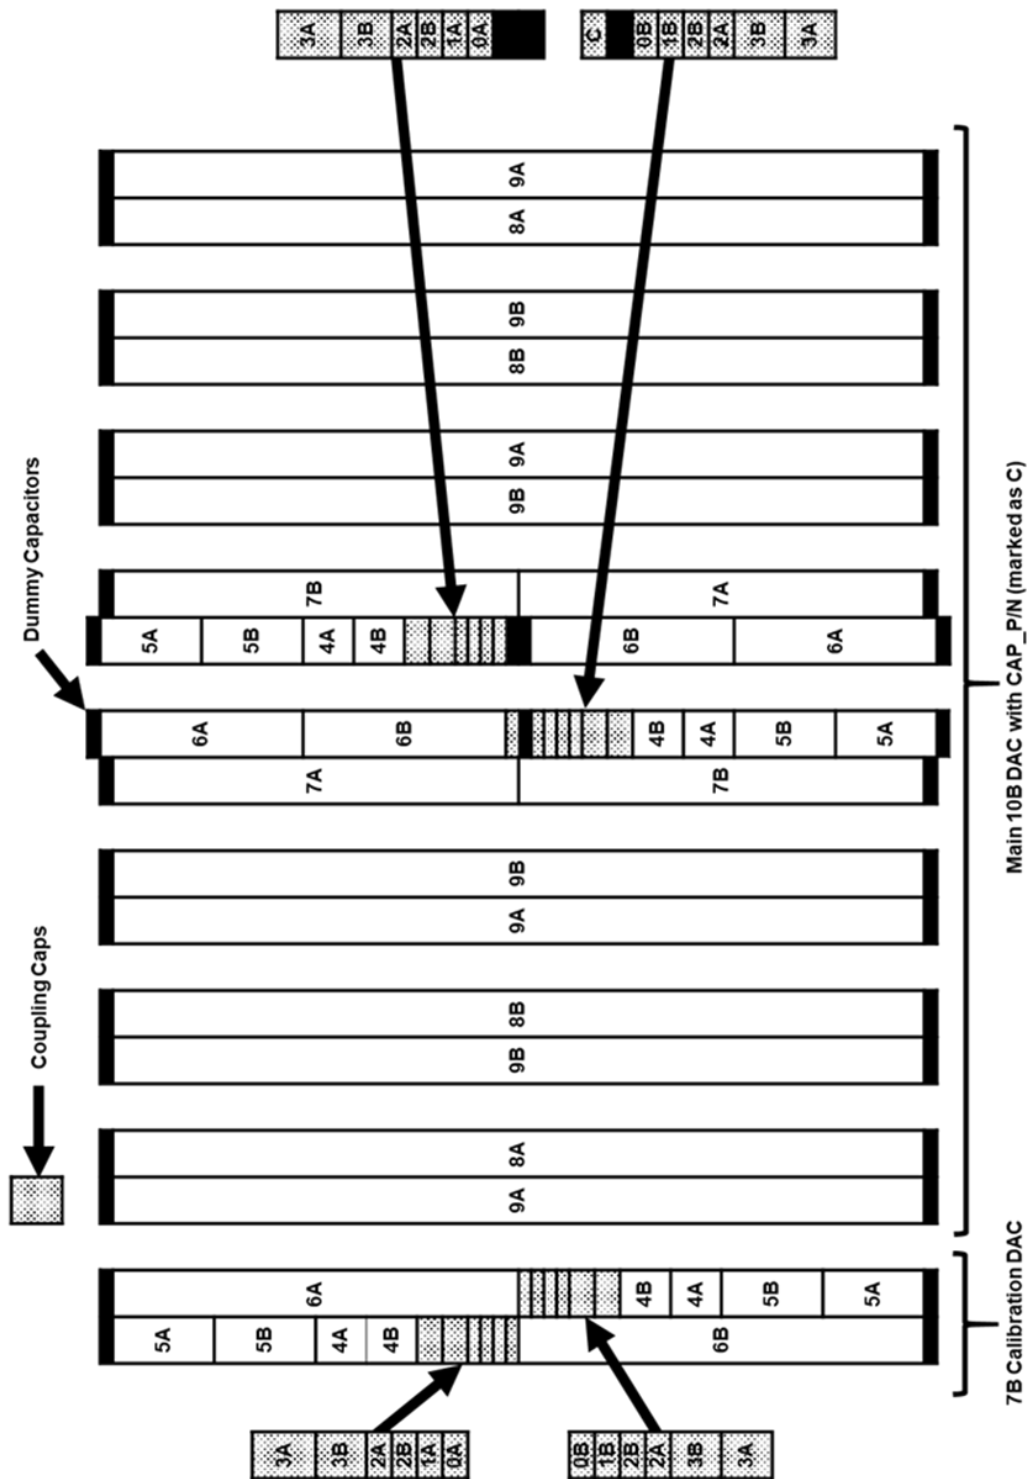 Coupling Caps
Dummy Capacitors
3A
3B
2A
2B
1A
0A
0B
1B
2B
2A
3B
3A
5A
5B
4A
4B
6B
6A
4B
4A
5B
5A
9A
8A
9B
8B
9A
9B
7A
7B
6A
6B
4B
4A
5B
5A
5A
5B
4A
4B
6B
6A
7B
7A
9B
9A
8B
9B
8A
9A
3A
3B
2A
2B
1A
0A
C
0B
1B
2B
2A
3B
3A
7B Calibration DAC
Main 10B DAC with CAP_P/N (marked as C)